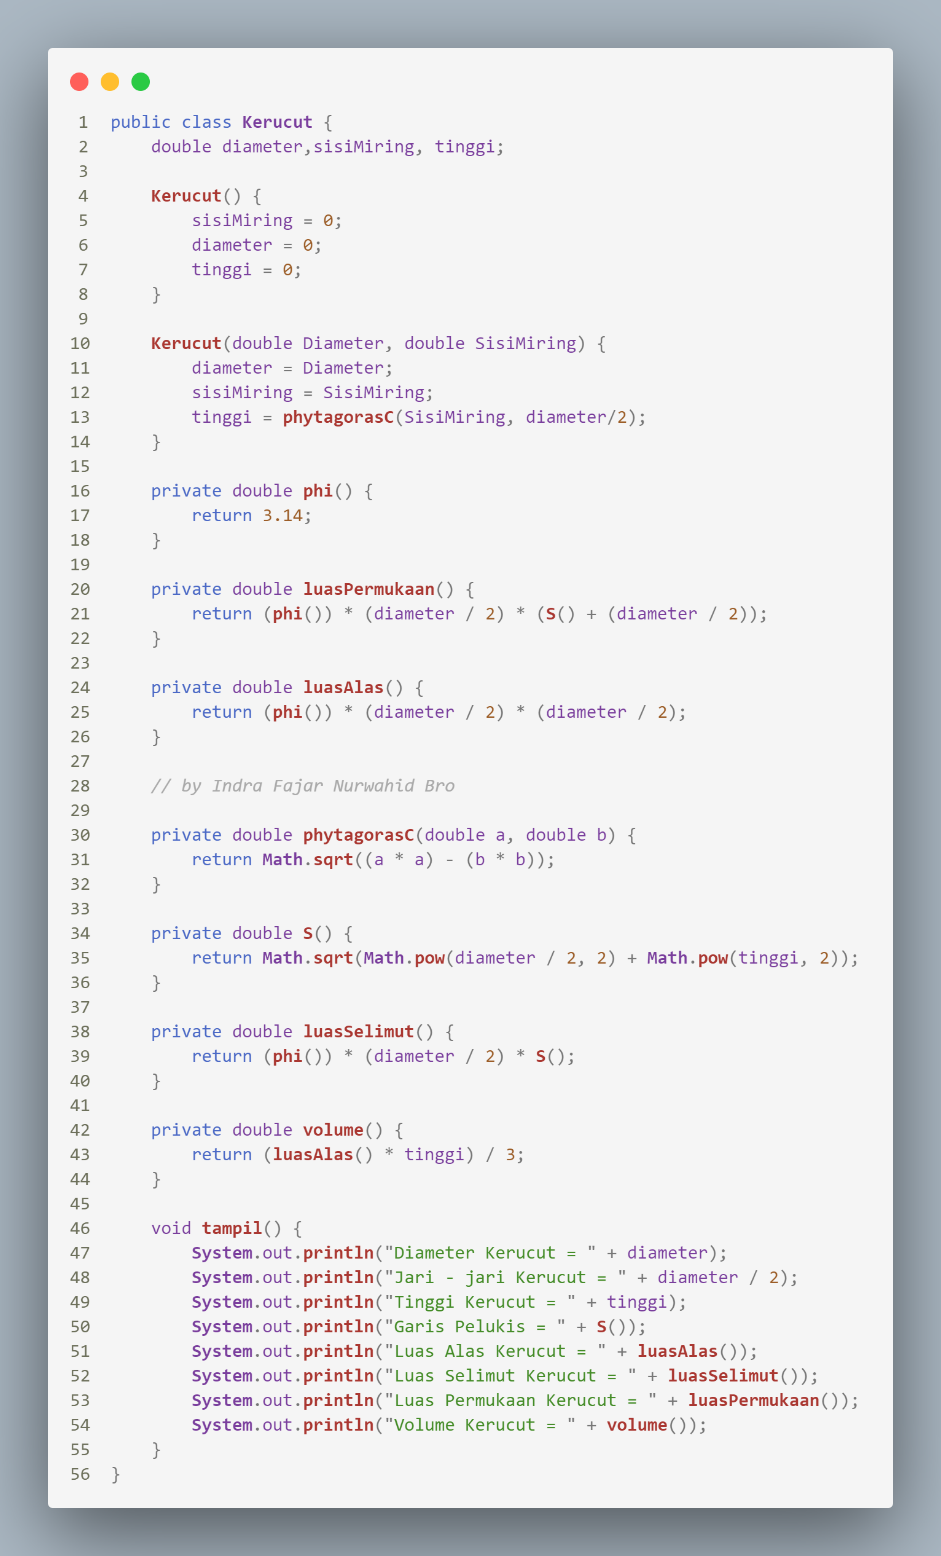 1 public class Kerucut {
2     double diameter,sisiMiring, tinggi;
3
4     Kerucut() {
5         sisiMiring = 0;
6         diameter = 0;
7         tinggi = 0;
8     }
9
10     Kerucut(double Diameter, double SisiMiring) {
11         diameter = Diameter;
12         sisiMiring = SisiMiring;
13         tinggi = phytagorasC(SisiMiring, diameter/2);
14     }
15
16     private double phi() {
17         return 3.14;
18     }
19
20     private double luasPermukaan() {
21         return (phi()) * (diameter / 2) * (S() + (diameter / 2));
22     }
23
24     private double luasAlas() {
25         return (phi()) * (diameter / 2) * (diameter / 2);
26     }
27
28     // by Indra Fajar Nurwahid Bro
29
30     private double phytagorasC(double a, double b) {
31         return Math.sqrt((a * a) - (b * b));
32     }
33
34     private double S() {
35         return Math.sqrt(Math.pow(diameter / 2, 2) + Math.pow(tinggi, 2));
36     }
37
38     private double luasSelimut() {
39         return (phi()) * (diameter / 2) * S();
40     }
41
42     private double volume() {
43         return (luasAlas() * tinggi) / 3;
44     }
45
46     void tampil() {
47         System.out.println("Diameter Kerucut = " + diameter);
48         System.out.println("Jari - jari Kerucut = " + diameter / 2);
49         System.out.println("Tinggi Kerucut = " + tinggi);
50         System.out.println("Garis Pelukis = " + S());
51         System.out.println("Luas Alas Kerucut = " + luasAlas());
52         System.out.println("Luas Selimut Kerucut = " + luasSelimut());
53         System.out.println("Luas Permukaan Kerucut = " + luasPermukaan());
54         System.out.println("Volume Kerucut = " + volume());
55     }
56 }